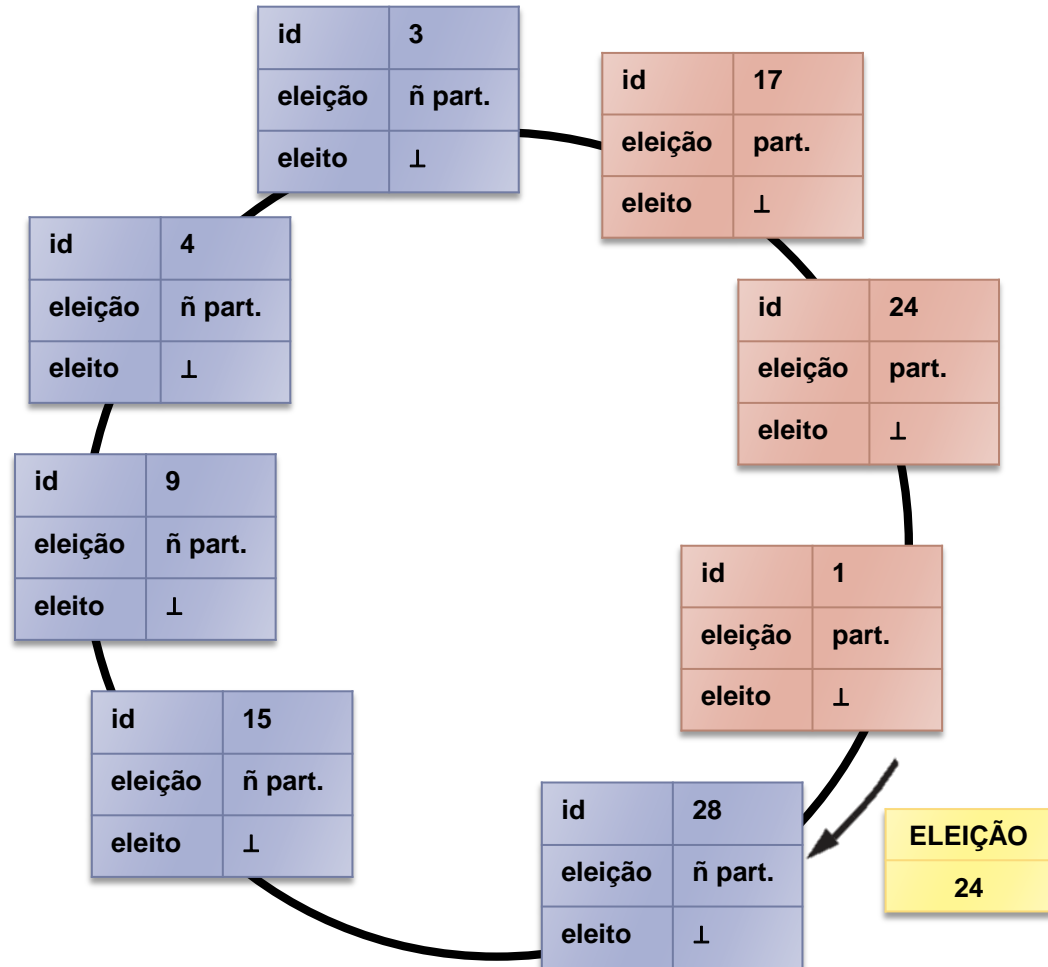 id 3
eleição ñ part.
eleito ⊥
id 17
eleição part.
eleito ⊥
id 4
eleição ñ part.
eleito ⊥
id 24
eleição part.
eleito ⊥
id 9
eleição ñ part.
eleito ⊥
id 1
eleição part.
eleito ⊥
id 15
eleição ñ part.
eleito ⊥
id 28
eleição ñ part.
eleito ⊥
ELEIÇÃO
24